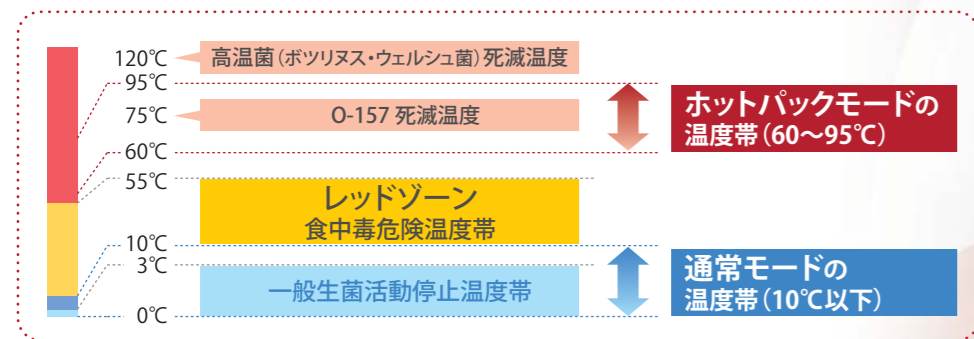 120℃
高温菌(ボツリヌス・ウェルシュ菌)死滅温度
95℃
75℃
O-157 死滅温度
60℃
ホットパックモードの
温度帯(60〜95℃)
55℃
レッドゾーン
食中毒危険温度帯
10℃
3℃
一般生菌活動停止温度帯
0℃
通常モードの
温度帯(10℃以下)